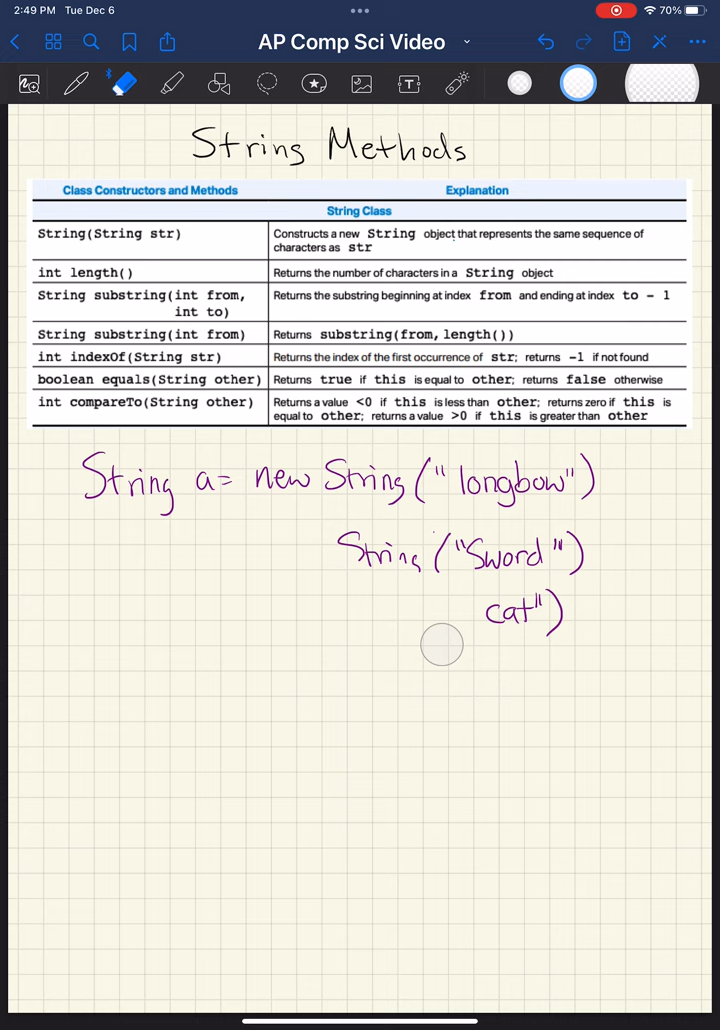 2:49 PM Tue Dec 6
70%
AP Comp Sci Video
String Methods
Class Constructors and Methods Explanation
String Class
String(String str) Constructs a new String object that represents the same sequence of
characters as str
int length() Returns the number of characters in a String object
String substring(int from, Returns the substring beginning at index from and ending at index to - 1
int to)
String substring(int from) Returns substring(from, length())
int indexOf(String str) Returns the index of the first occurrence of str; returns -1 if not found
boolean equals(String other) Returns true if this is equal to other; returns false otherwise
int compareTo(String other) Returns a value <0 if this is less than other; returns zero if this is
equal to other; returns a value >0 if this is greater than other
String a= new String("longbow")
String("Sword")
cat")